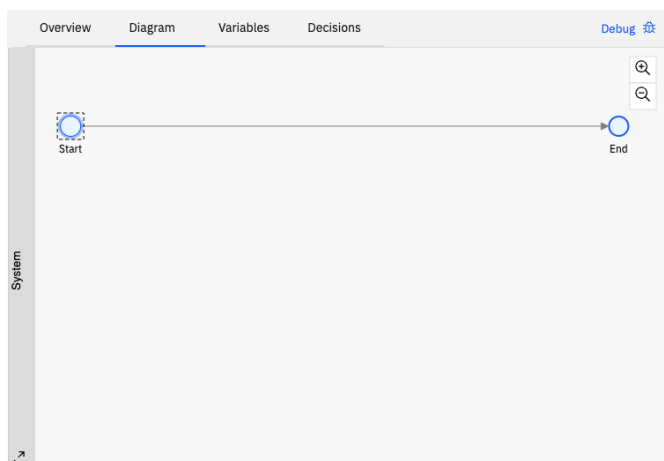 Overview Diagram Variables Decisions Debug
Start End
System